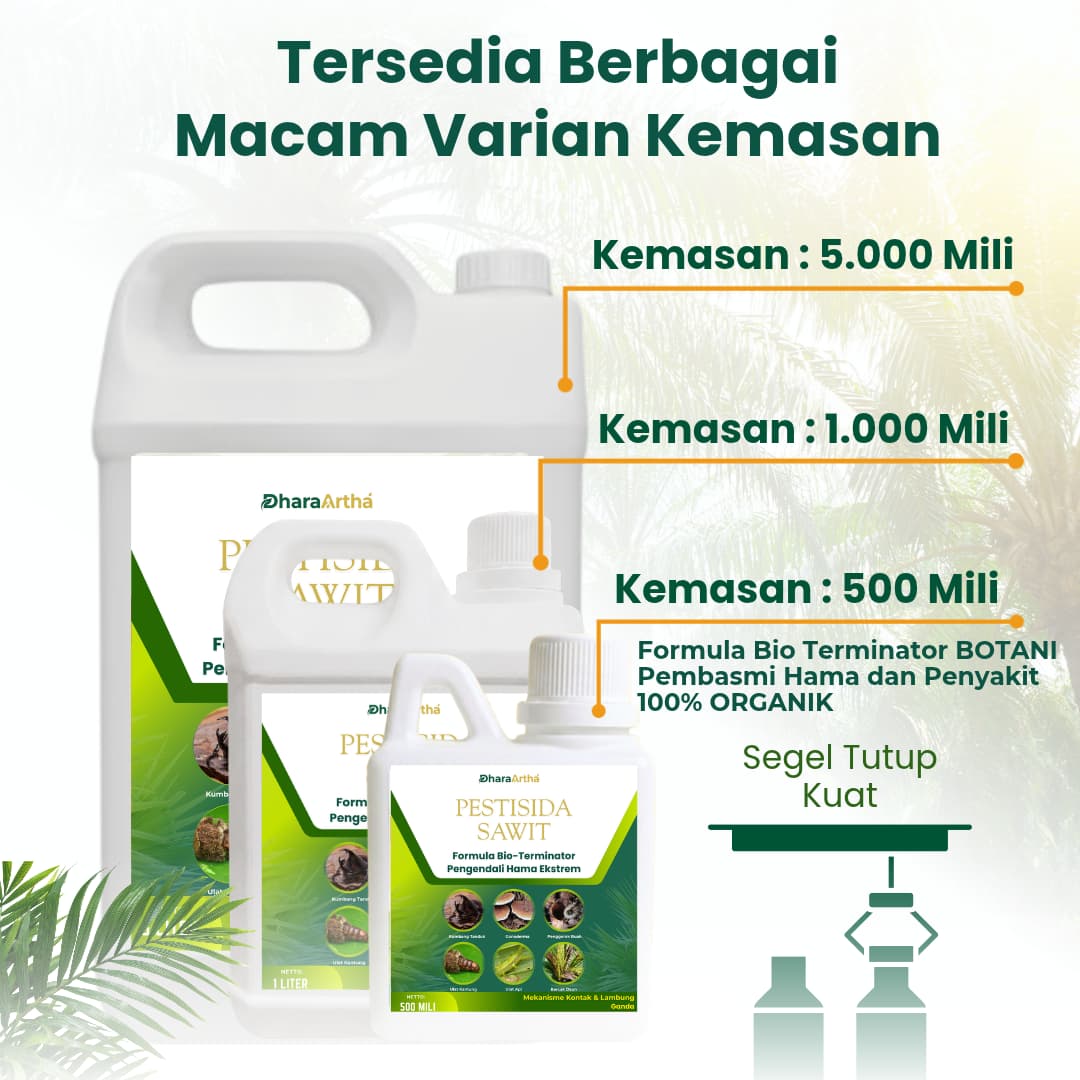 Tersedia Berbagai
Macam Varian Kemasan
Kemasan : 5.000 Mili
Kemasan : 1.000 Mili
Kemasan : 500 Mili
Formula Bio Terminator BOTANI
Pembasmi Hama dan Penyakit
100% ORGANIK
Segel Tutup
Kuat
DharaArtha
SAWIT
NETTO:
1 LITER
Ulat Kantung
DharaArtha
PESTISIDA
SAWIT
Formula Bio-Terminator
Pengendali Hama Ekstrem
Kumbang Tanduk Ganoderma Penggerek Buah
Ulat Kantung Ulat Api Bercak Daun
NETTO:
500 MILI
Mekanisme Kontak & Lambung
Ganda